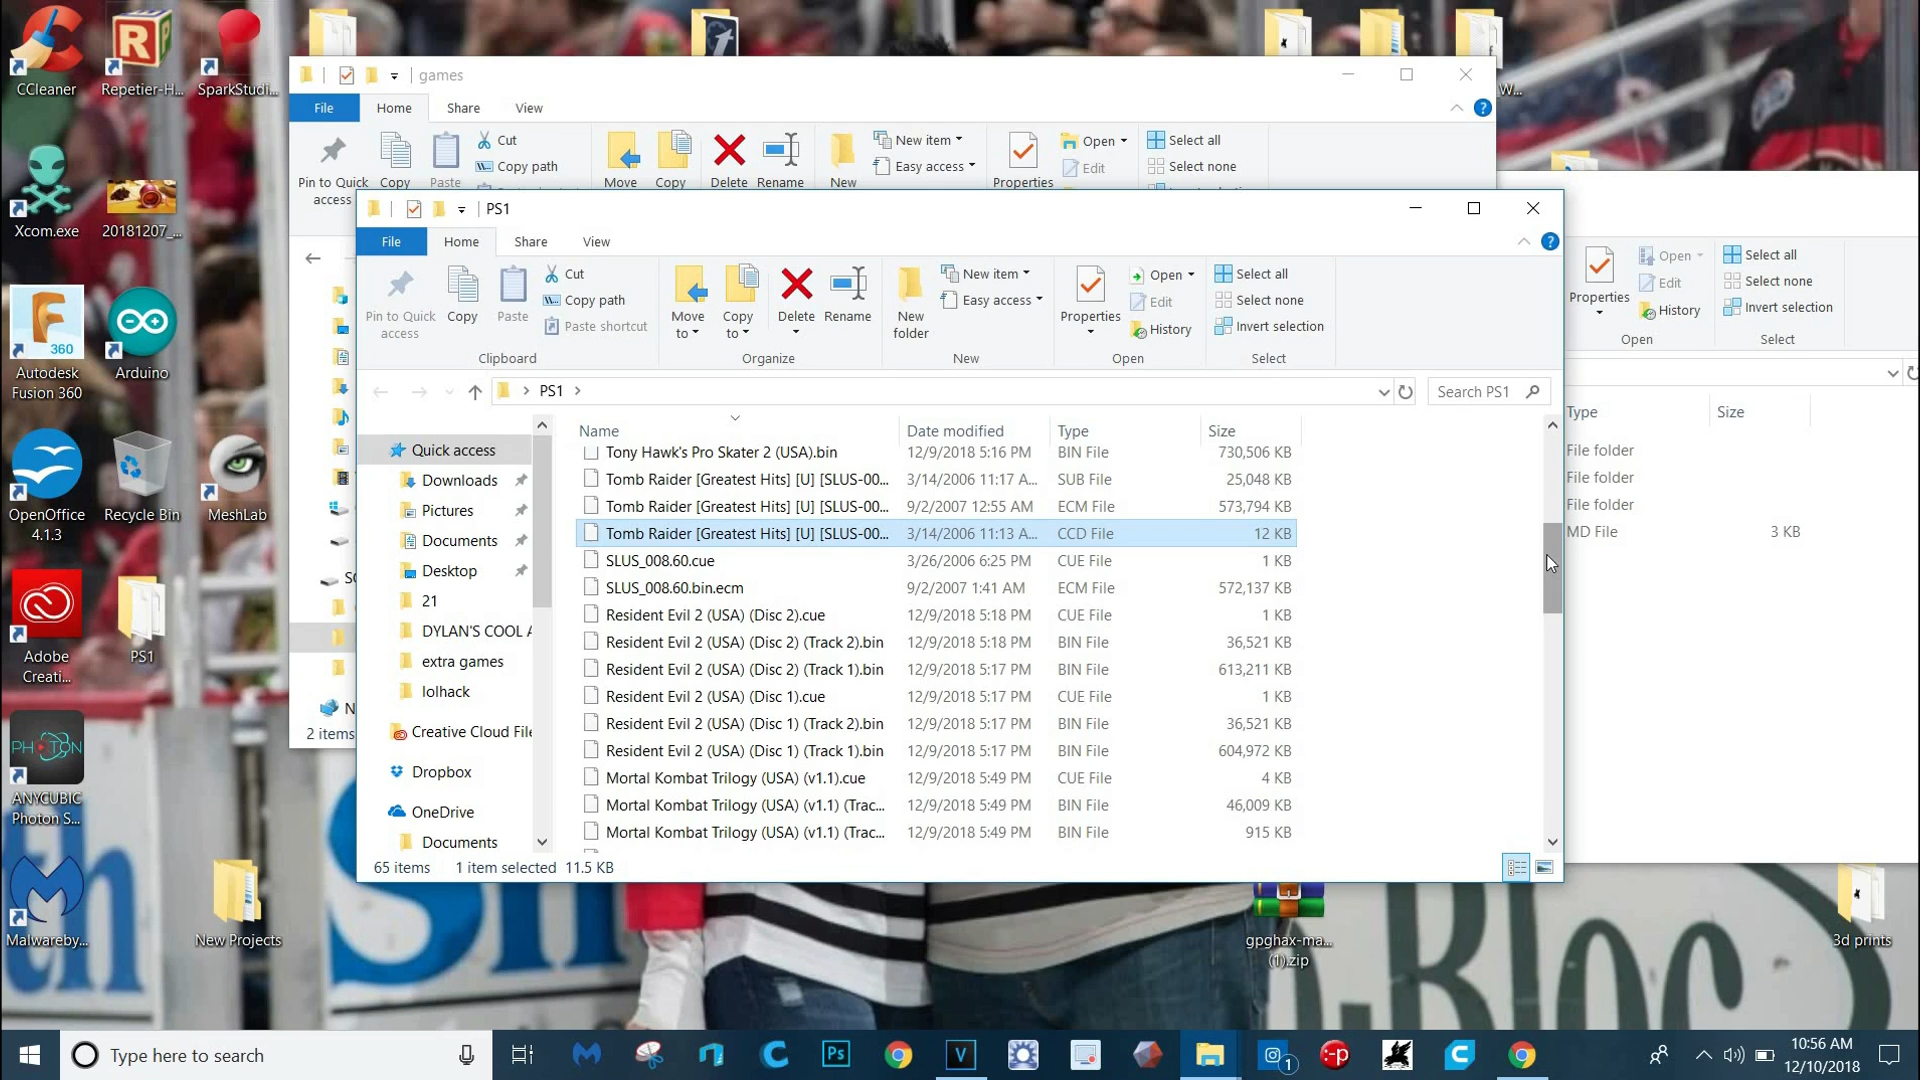 CCleaner
Repetier-H...
SparkStudi...
Xcom.exe
20181207_...
Autodesk
Fusion 360
360
Arduino
OpenOffice
4.1.3
Recycle Bin
MeshLab
Adobe
Creati...
PS1
PHOTON
ANYCUBIC
Photon S...
Malwareby...
New Projects
games
File
Home
Share
View
Pin to Quick
access
Copy
Paste
Cut
Copy path
Move
Copy
Delete
Rename
New
New item
Easy access
Properties
Open
Edit
Select all
Select none
2 items
PS1
File
Home
Share
View
Pin to Quick
access
Copy
Paste
Cut
Copy path
Paste shortcut
Clipboard
Move
to
Copy
to
Delete
Rename
Organize
New
folder
New item
Easy access
New
Properties
Open
Edit
History
Open
Select all
Select none
Invert selection
Select
PS1
Search PS1
Quick access
Downloads
Pictures
Documents
Desktop
21
DYLAN'S COOL A
extra games
lolhack
Creative Cloud File
Dropbox
OneDrive
Documents
Name Date modified Type Size
Tony Hawk's Pro Skater 2 (USA).bin 12/9/2018 5:16 PM BIN File 730,506 KB
Tomb Raider [Greatest Hits] [U] [SLUS-00... 3/14/2006 11:17 A... SUB File 25,048 KB
Tomb Raider [Greatest Hits] [U] [SLUS-00... 9/2/2007 12:55 AM ECM File 573,794 KB
Tomb Raider [Greatest Hits] [U] [SLUS-00... 3/14/2006 11:13 A... CCD File 12 KB
SLUS_008.60.cue 3/26/2006 6:25 PM CUE File 1 KB
SLUS_008.60.bin.ecm 9/2/2007 1:41 AM ECM File 572,137 KB
Resident Evil 2 (USA) (Disc 2).cue 12/9/2018 5:18 PM CUE File 1 KB
Resident Evil 2 (USA) (Disc 2) (Track 2).bin 12/9/2018 5:18 PM BIN File 36,521 KB
Resident Evil 2 (USA) (Disc 2) (Track 1).bin 12/9/2018 5:17 PM BIN File 613,211 KB
Resident Evil 2 (USA) (Disc 1).cue 12/9/2018 5:17 PM CUE File 1 KB
Resident Evil 2 (USA) (Disc 1) (Track 2).bin 12/9/2018 5:17 PM BIN File 36,521 KB
Resident Evil 2 (USA) (Disc 1) (Track 1).bin 12/9/2018 5:17 PM BIN File 604,972 KB
Mortal Kombat Trilogy (USA) (v1.1).cue 12/9/2018 5:49 PM CUE File 4 KB
Mortal Kombat Trilogy (USA) (v1.1) (Trac... 12/9/2018 5:49 PM BIN File 46,009 KB
Mortal Kombat Trilogy (USA) (v1.1) (Trac... 12/9/2018 5:49 PM BIN File 915 KB
65 items 1 item selected 11.5 KB
Properties
Open
Edit
History
Open
Select all
Select none
Invert selection
Select
Type Size
File folder
File folder
File folder
MD File 3 KB
gpghax-ma...
(1).zip
3d prints
Bloc
Type here to search
Ps
V
1
:-p
10:56 AM
12/10/2018